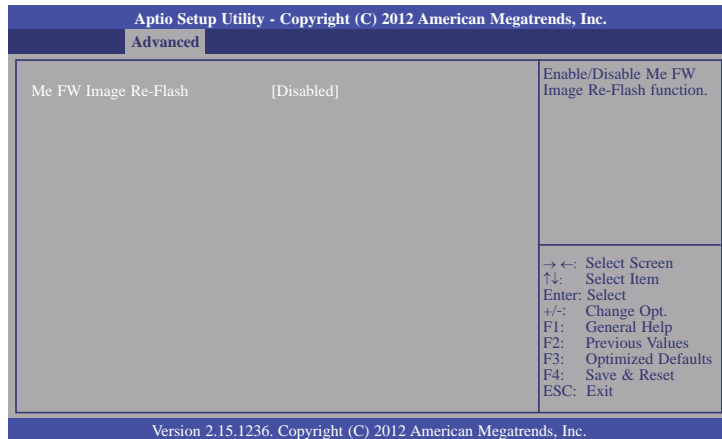 Aptio Setup Utility - Copyright (C) 2012 American Megatrends, Inc.
Advanced
Me FW Image Re-Flash [Disabled]
Enable/Disable Me FW
Image Re-Flash function.
→ ←: Select Screen
↑↓: Select Item
Enter: Select
+/-: Change Opt.
F1: General Help
F2: Previous Values
F3: Optimized Defaults
F4: Save & Reset
ESC: Exit
Version 2.15.1236. Copyright (C) 2012 American Megatrends, Inc.